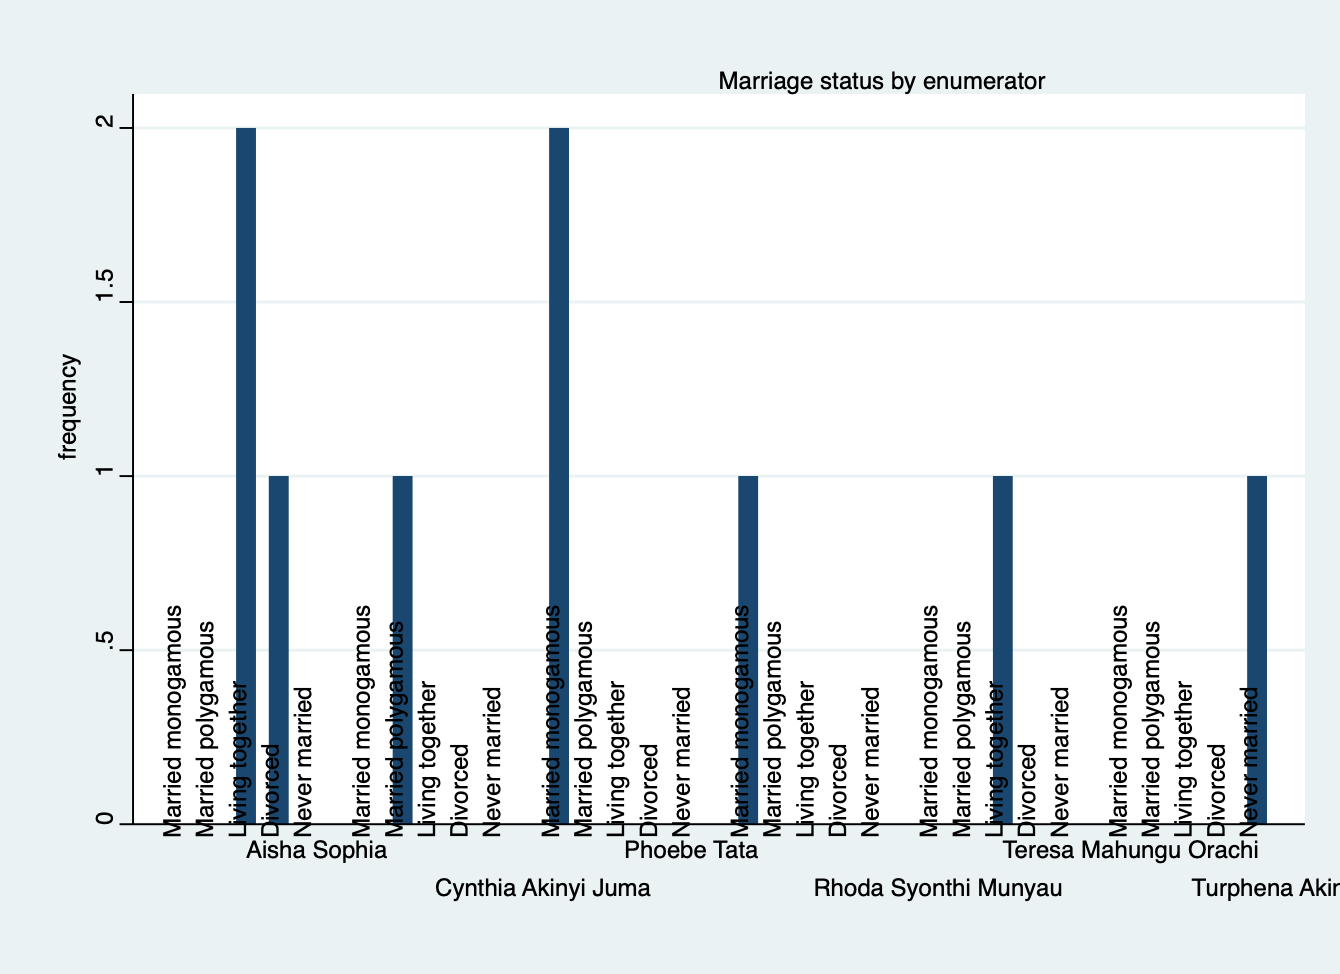 Marriage status by enumerator
frequency
2
1.5
1
.5
0
Married monogamous
Married polygamous
Living together
Divorced
Never married
Married monogamous
Married polygamous
Living together
Divorced
Never married
Married monogamous
Married polygamous
Living together
Divorced
Never married
Married monogamous
Married polygamous
Living together
Divorced
Never married
Married monogamous
Married polygamous
Living together
Divorced
Never married
Married monogamous
Married polygamous
Living together
Divorced
Never married
Aisha Sophia
Phoebe Tata
Teresa Mahungu Orachi
Cynthia Akinyi Juma
Rhoda Syonthi Munyau
Turphena